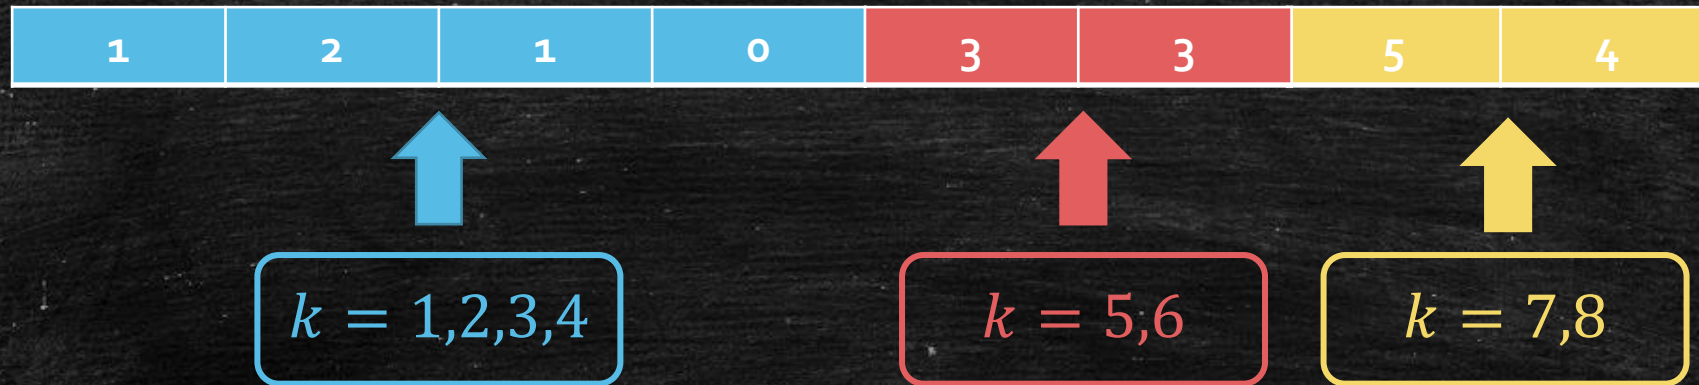 1 2 1 0 3 3 5 4
k = 1,2,3,4 k = 5,6 k = 7,8